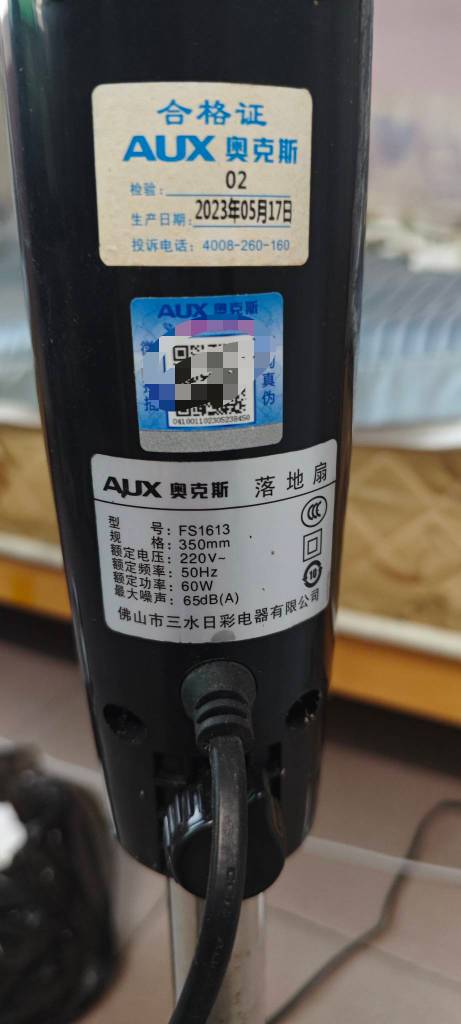 合格证
AUX 奥克斯
检验: 02
生产日期: 2023年05月17日
投诉电话: 4008-260-160
AUX 奥克斯
真伪
AUX 奥克斯 落地扇
型 号: FS1613
规 格: 350mm
额定电压: 220V~
额定频率: 50Hz
额定功率: 60W
最大噪声: 65dB(A)
10
佛山市三水日彩电器有限公司